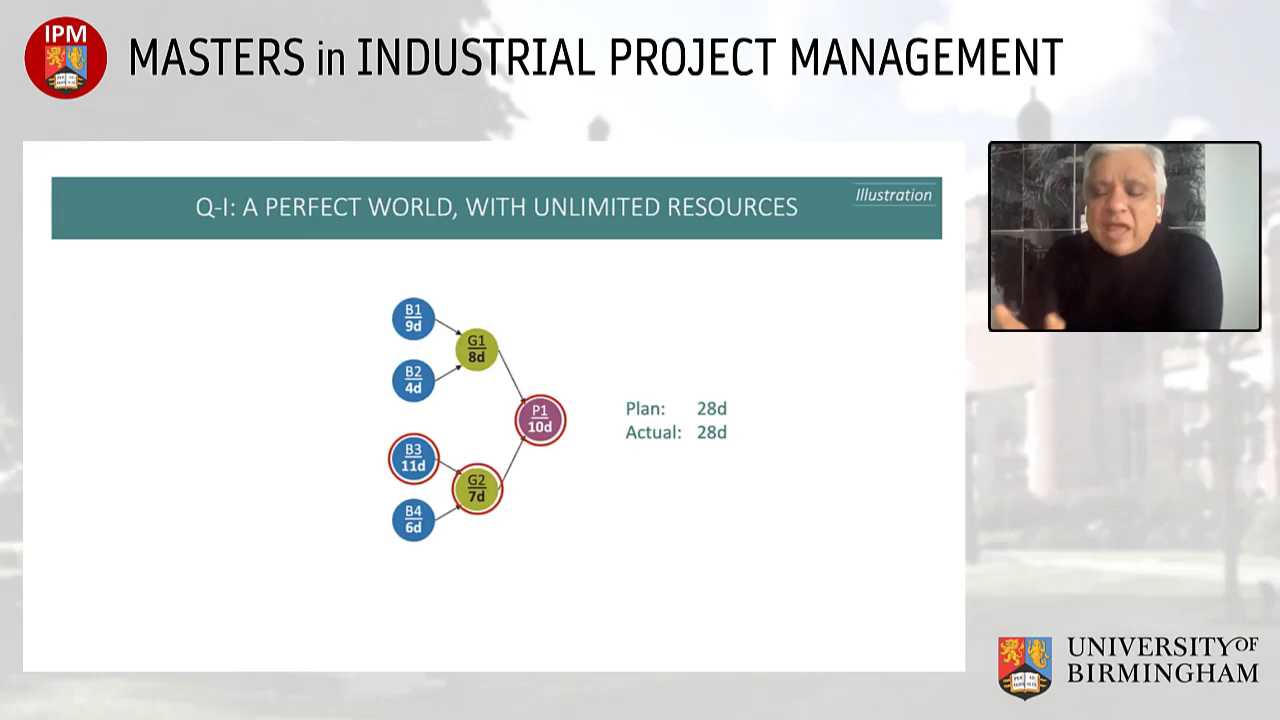 IPM
MASTERS in INDUSTRIAL PROJECT MANAGEMENT
Q-I: A PERFECT WORLD, WITH UNLIMITED RESOURCES
Illustration
B1
9d
G1
8d
B2
4d
P1
10d
Plan: 28d
Actual: 28d
B3
11d
G2
7d
B4
6d
UNIVERSITY OF
BIRMINGHAM